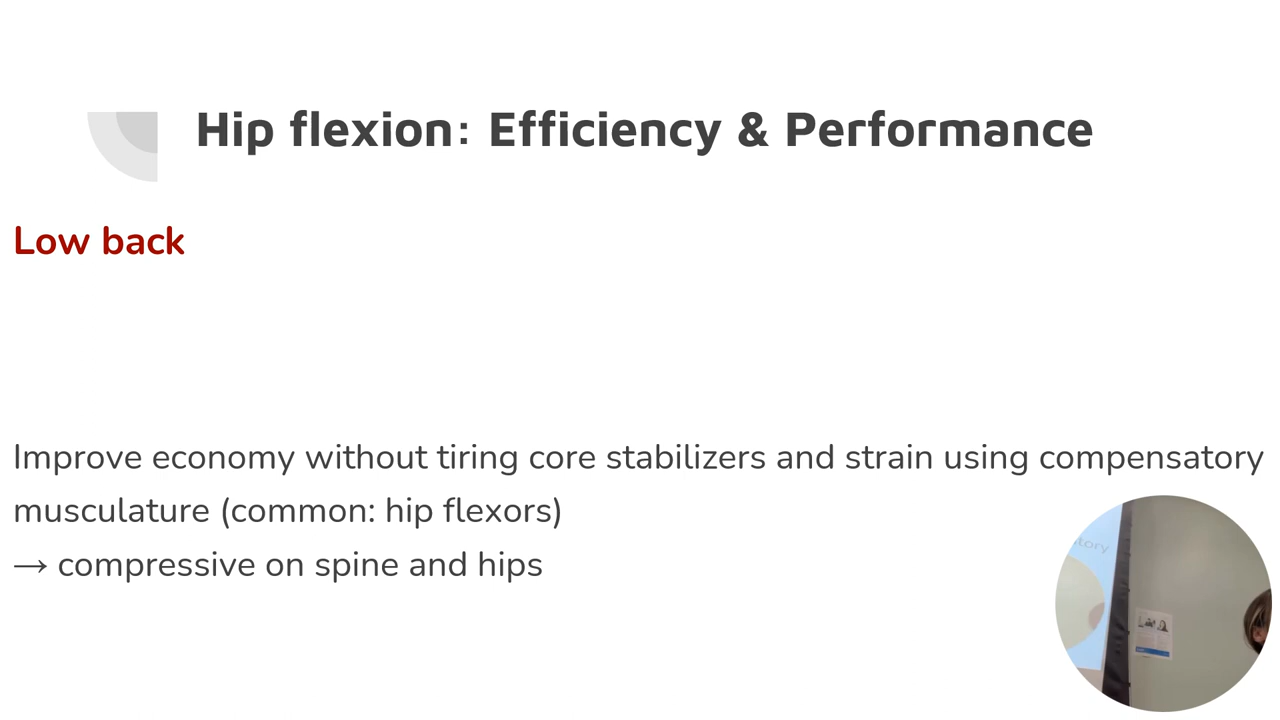 Hip flexion: Efficiency & Performance
Low back
Improve economy without tiring core stabilizers and strain using compensatory
musculature (common: hip flexors)
→ compressive on spine and hips
tory